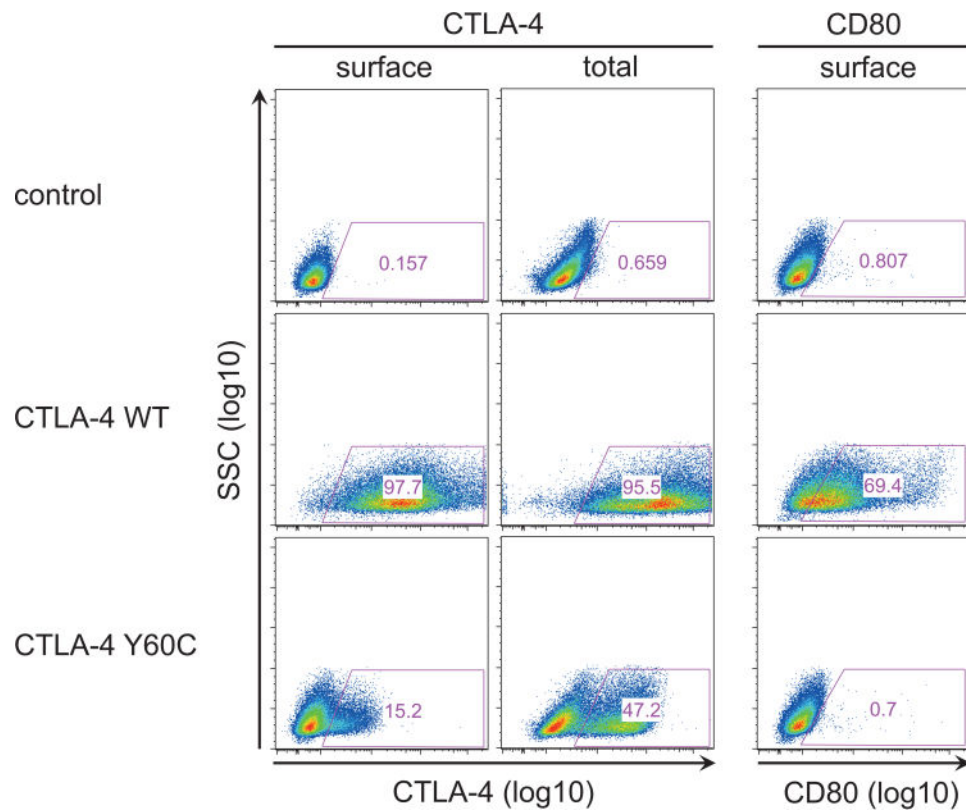 CTLA-4 CD80
surface total surface
control
0.157 0.659 0.807
CTLA-4 WT
97.7 95.5 69.4
CTLA-4 Y60C
15.2 47.2 0.7
SSC (log10)
CTLA-4 (log10) CD80 (log10)